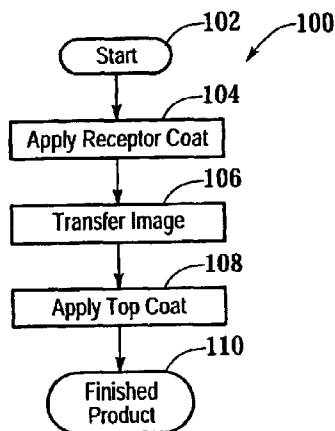 102
100
Start
104
Apply Receptor Coat
106
Transfer Image
108
Apply Top Coat
110
Finished
Product